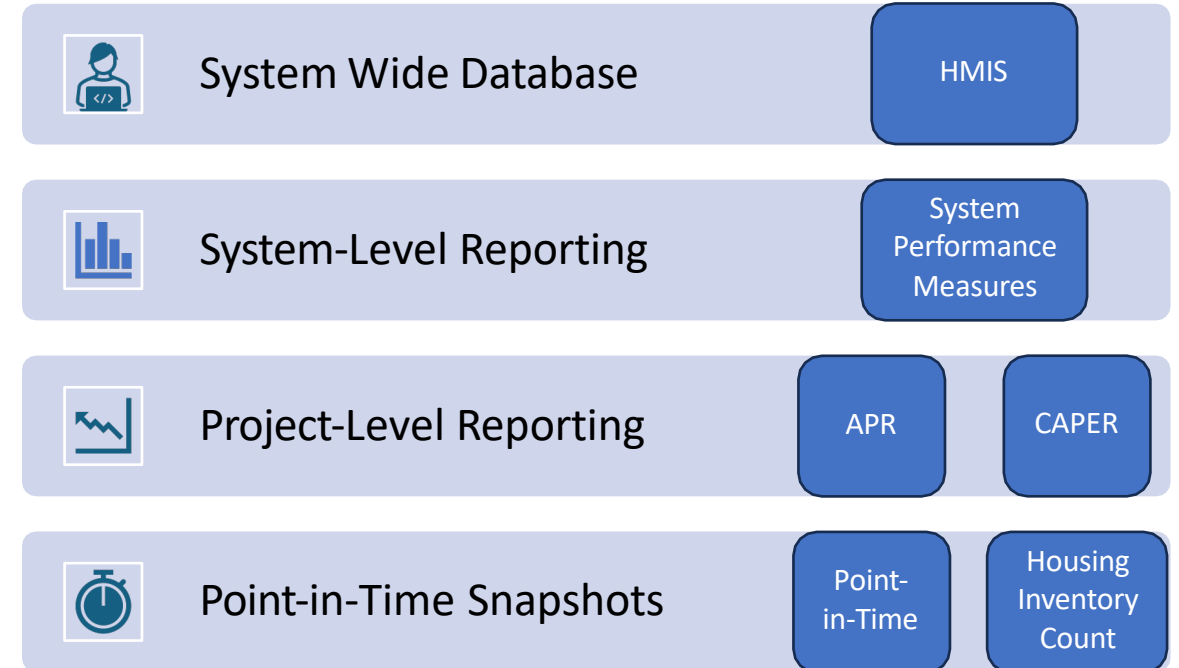 System Wide Database
HMIS
</>
System-Level Reporting
System
Performance
Measures
Project-Level Reporting
APR
CAPER
Point-in-Time Snapshots
Point-
in-Time
Housing
Inventory
Count